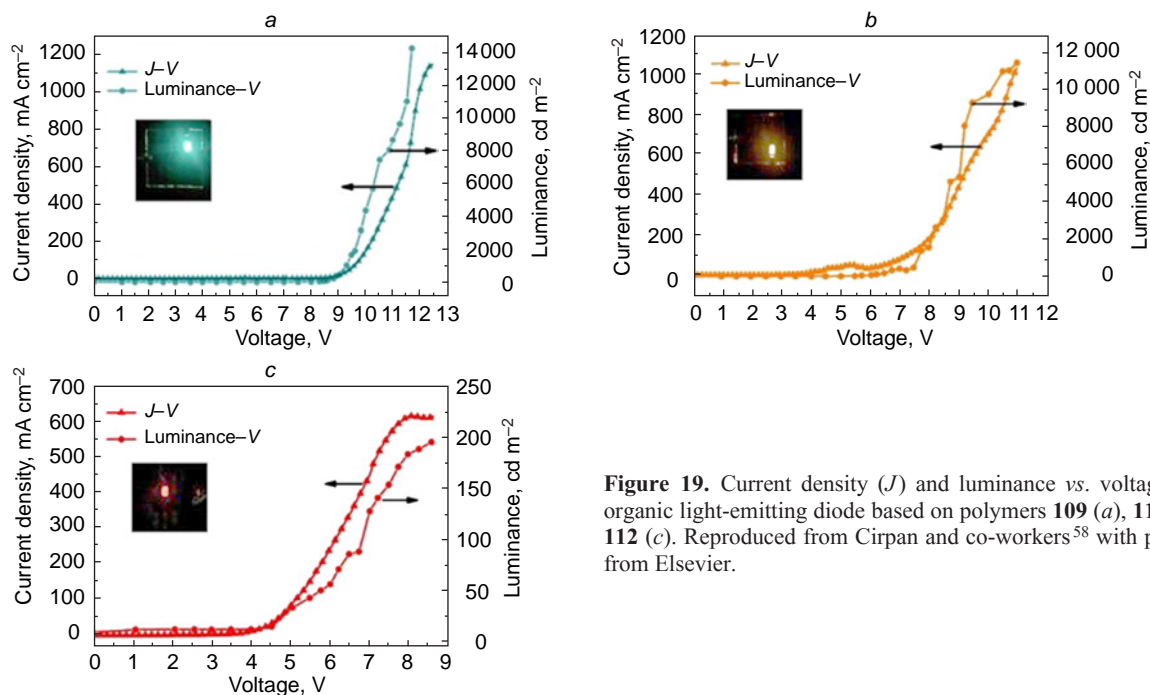 a
1200
1000
800
600
400
200
0
Current density, mA cm−2
J–V
Luminance–V
14 000
12 000
10 000
8000
6000
4000
2000
0
Luminance, cd m−2
0 1 2 3 4 5 6 7 8 9 10 11 12 13
Voltage, V
b
1200
1000
800
600
400
200
0
Current density, mA cm−2
J–V
Luminance–V
12 000
10 000
8000
6000
4000
2000
0
Luminance, cd m−2
0 1 2 3 4 5 6 7 8 9 10 11 12
Voltage, V
c
700
600
500
400
300
200
100
0
Current density, mA cm−2
J–V
Luminance–V
250
200
150
100
50
0
Luminance, cd m−2
0 1 2 3 4 5 6 7 8 9
Voltage, V
Figure 19. Current density (J) and luminance vs.
organic light-emitting diode based on polymers 109 (a),
112 (c). Reproduced from Cirpan and co-workers58 with
from Elsevier.